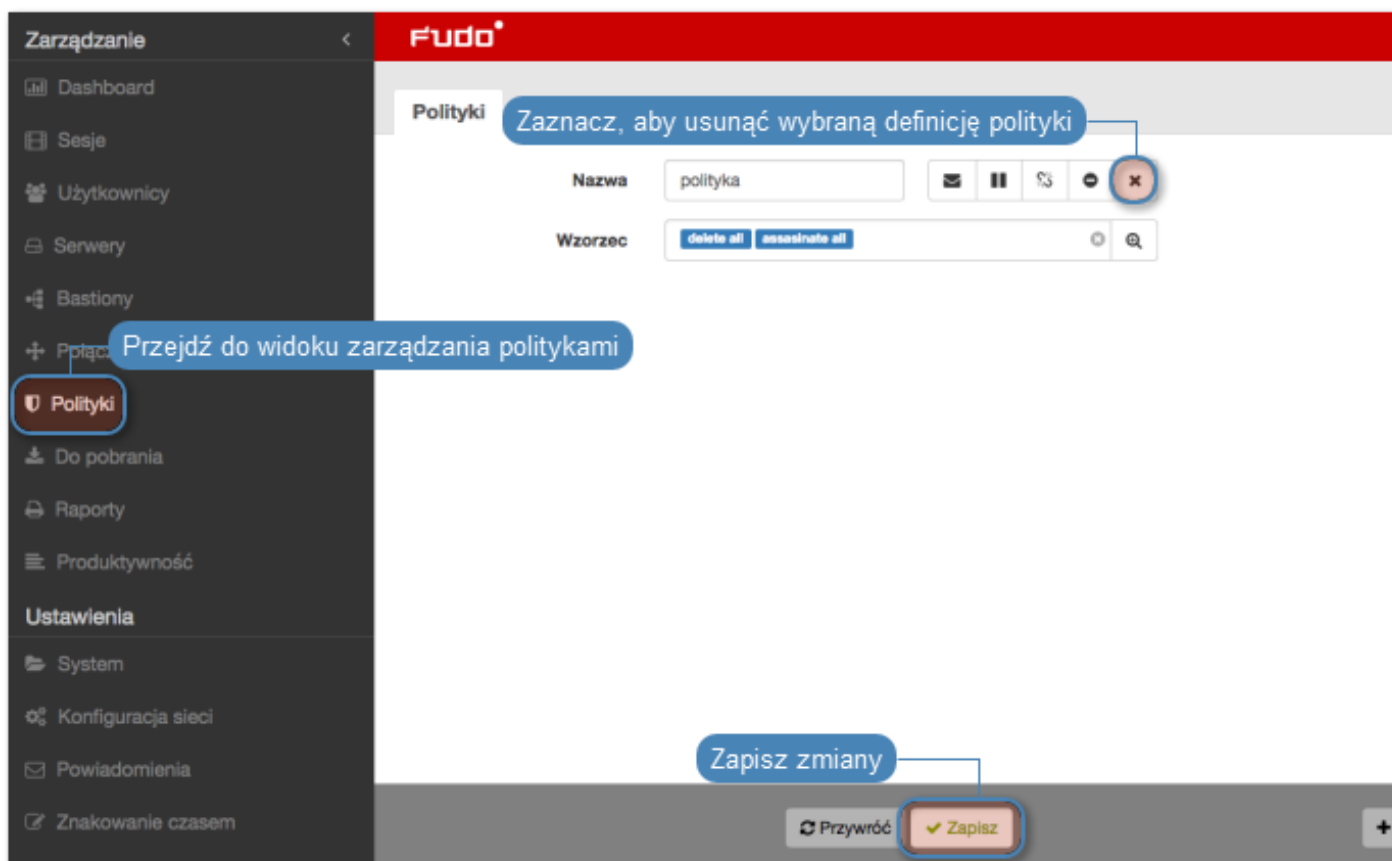 Zarządzanie
Fudo
Dashboard
Polityki
Zaznacz, aby usunąć wybraną definicję polityki
Sesje
Nazwa
polityka
Użytkownicy
Wzorzec
delete all
assasinate all
Serwery
Bastiony
Przejdź do widoku zarządzania politykami
Polityki
Do pobrania
Raporty
Produktywność
Ustawienia
System
Konfiguracja sieci
Powiadomienia
Zapisz zmiany
Znakowanie czasem
Przywróć
Zapisz